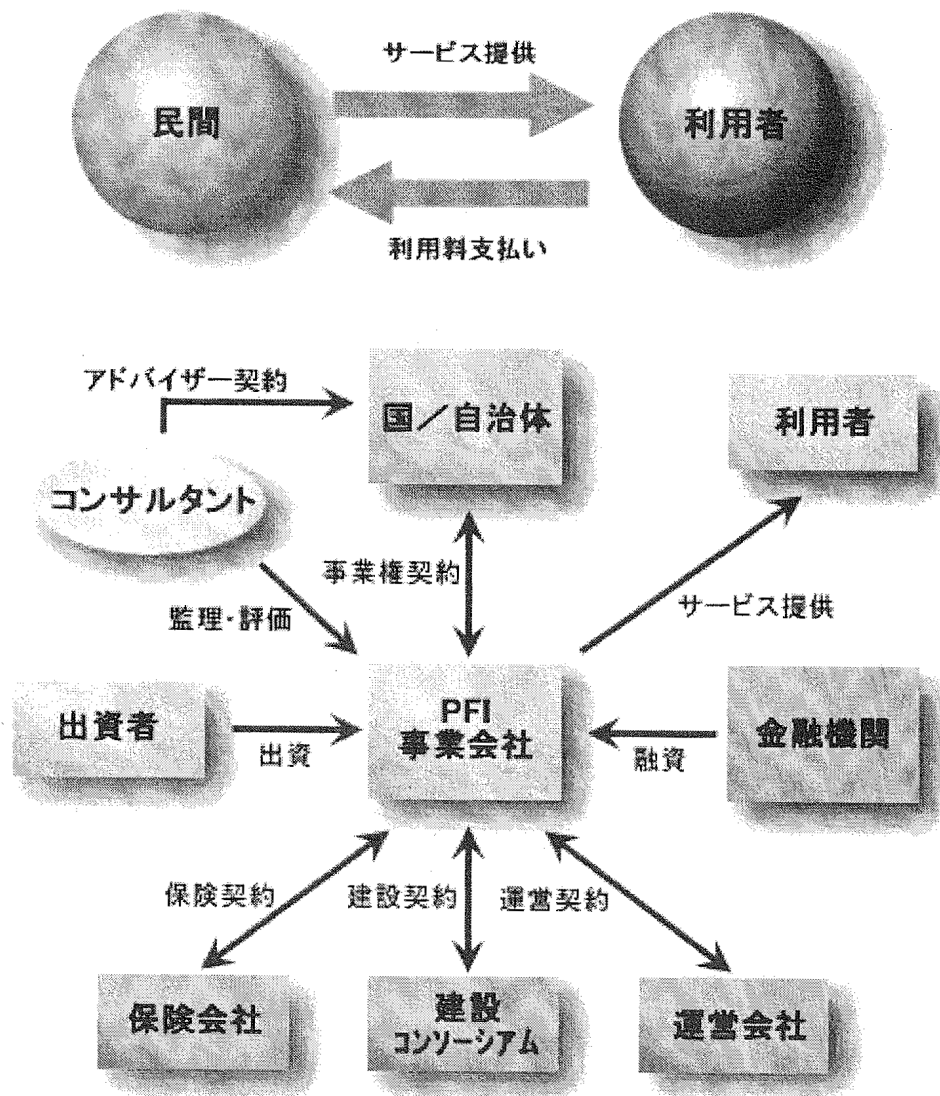 サービス提供
民間
利用者
利用料支払い
アドバイザー契約
国／自治体
利用者
コンサルタント
事業権契約
サービス提供
監理・評価
出資者
出資
PFI
事業会社
融資
金融機関
保険契約
建設契約
運営契約
保険会社
建設
コンソーシアム
運営会社